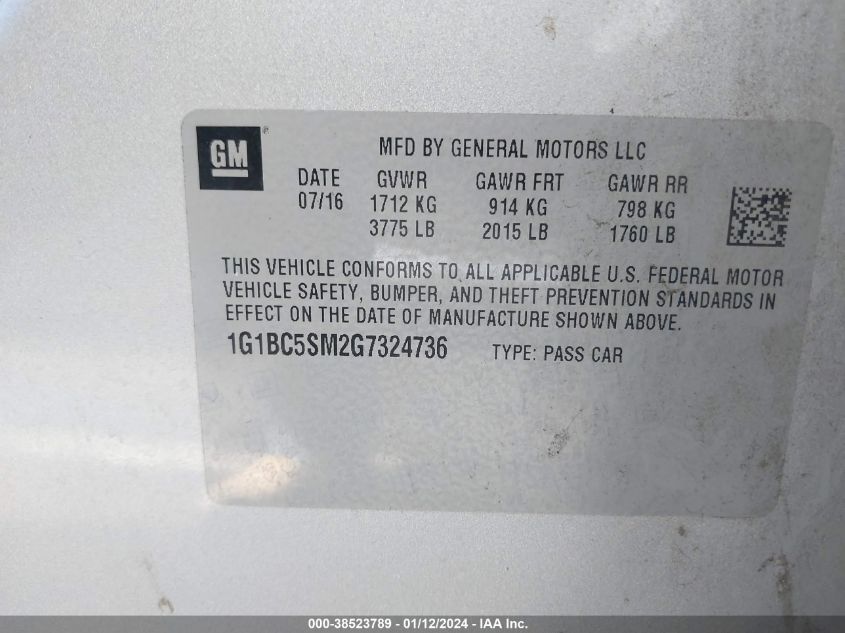 GM ®
MFD BY GENERAL MOTORS LLC
DATE GVWR GAWR FRT GAWR RR
07/16 1712 KG 914 KG 798 KG
3775 LB 2015 LB 1760 LB
THIS VEHICLE CONFORMS TO ALL APPLICABLE U.S. FEDERAL MOTOR
VEHICLE SAFETY, BUMPER, AND THEFT PREVENTION STANDARDS IN
EFFECT ON THE DATE OF MANUFACTURE SHOWN ABOVE.
1G1BC5SM2G7324736 TYPE: PASS CAR
000-38523789 - 01/12/2024 - IAA Inc.